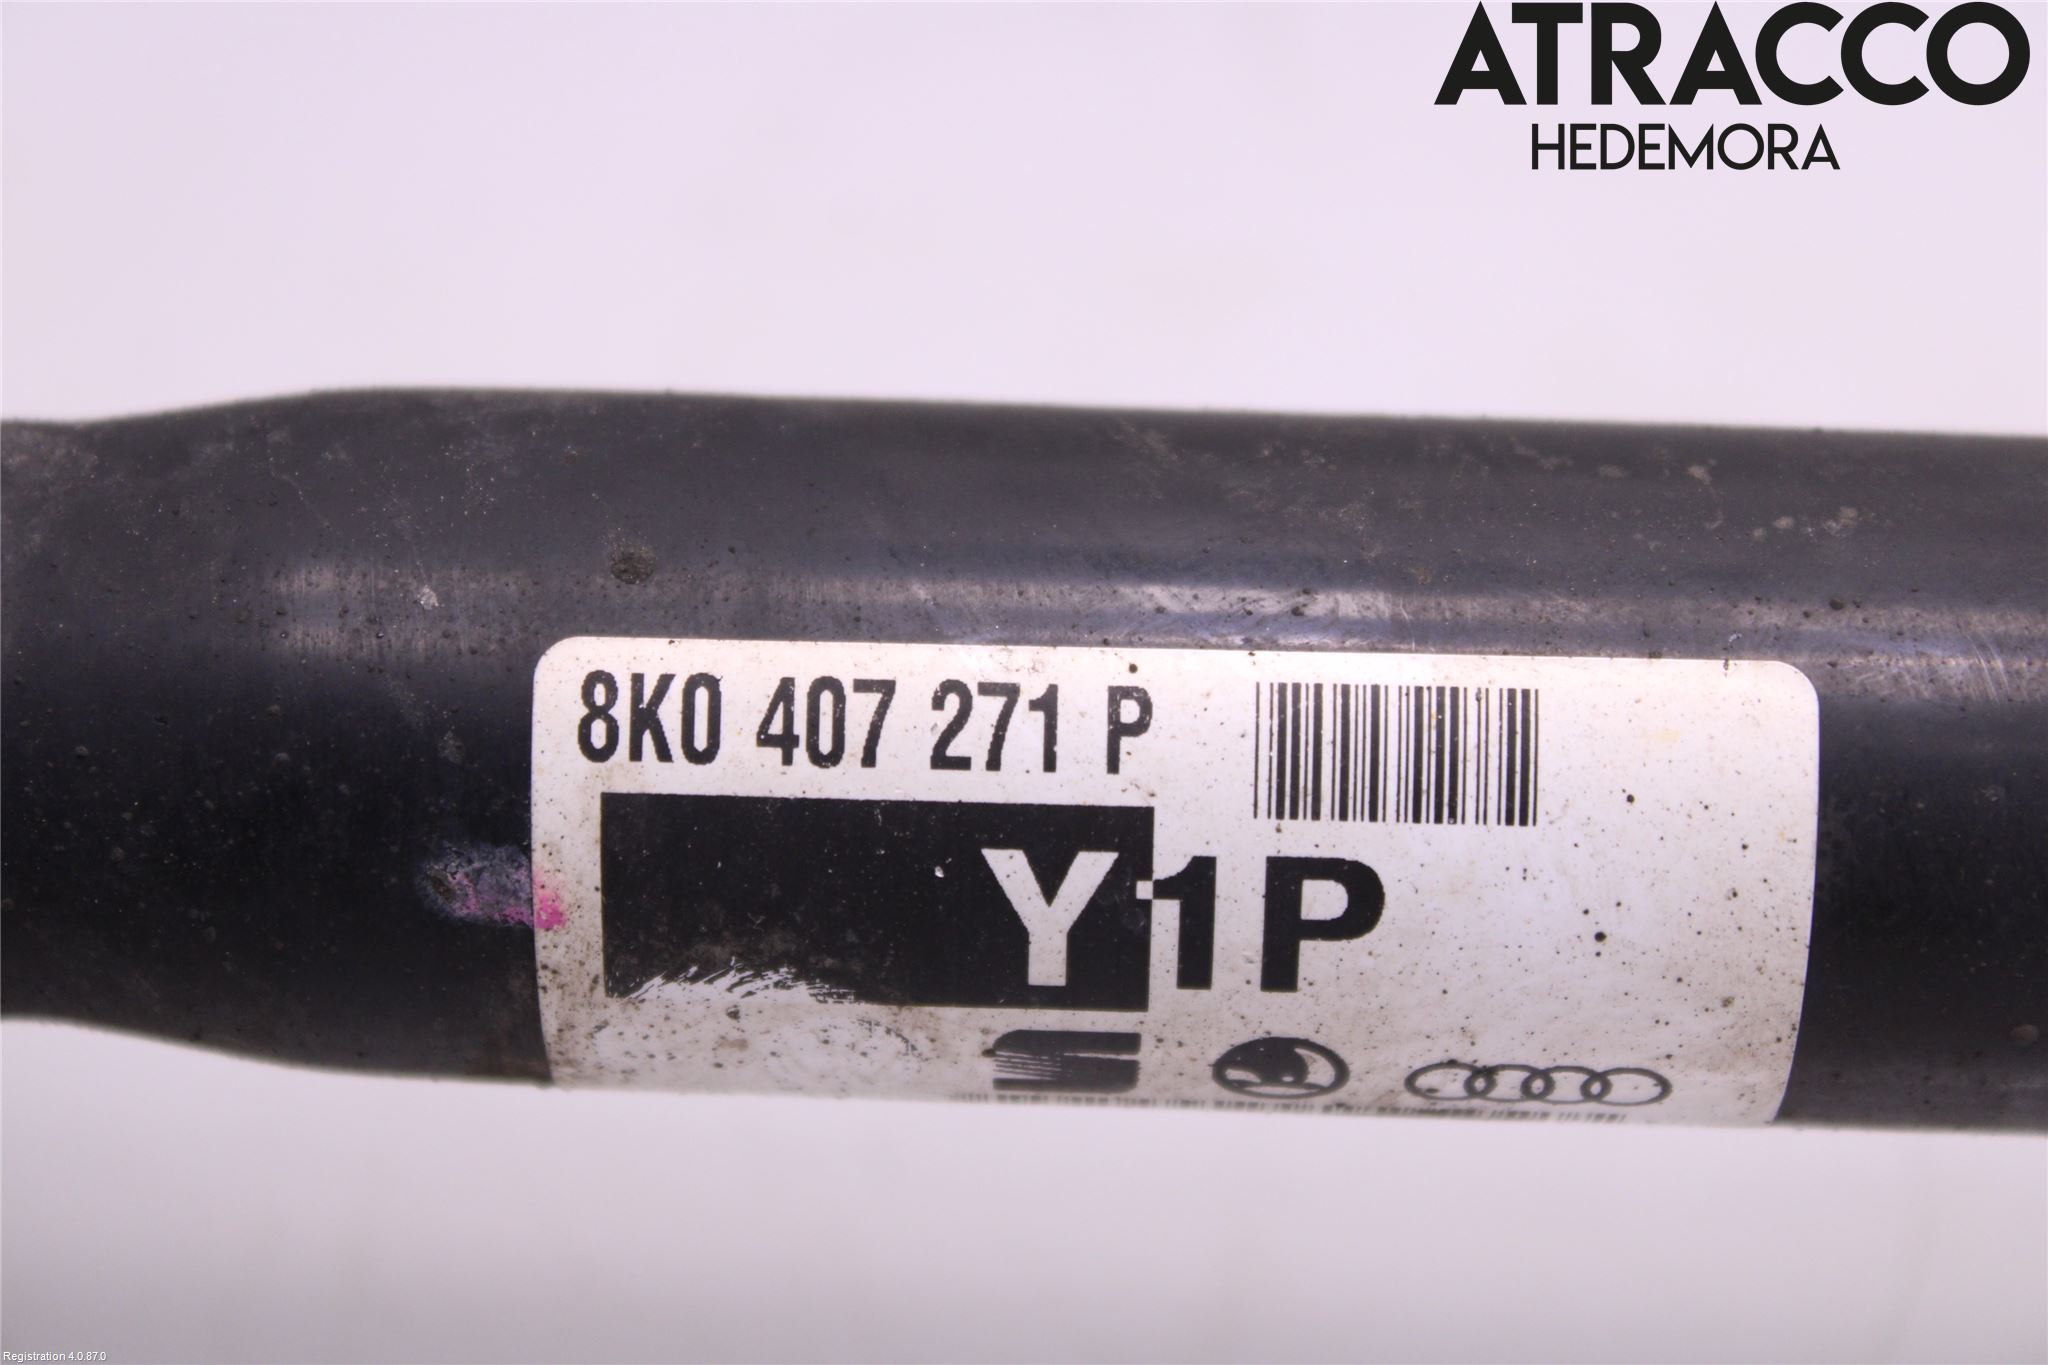 ATRACCO
HEDEMORA
8K0 407 271 P
Y1P
Registration 4.0.87.0